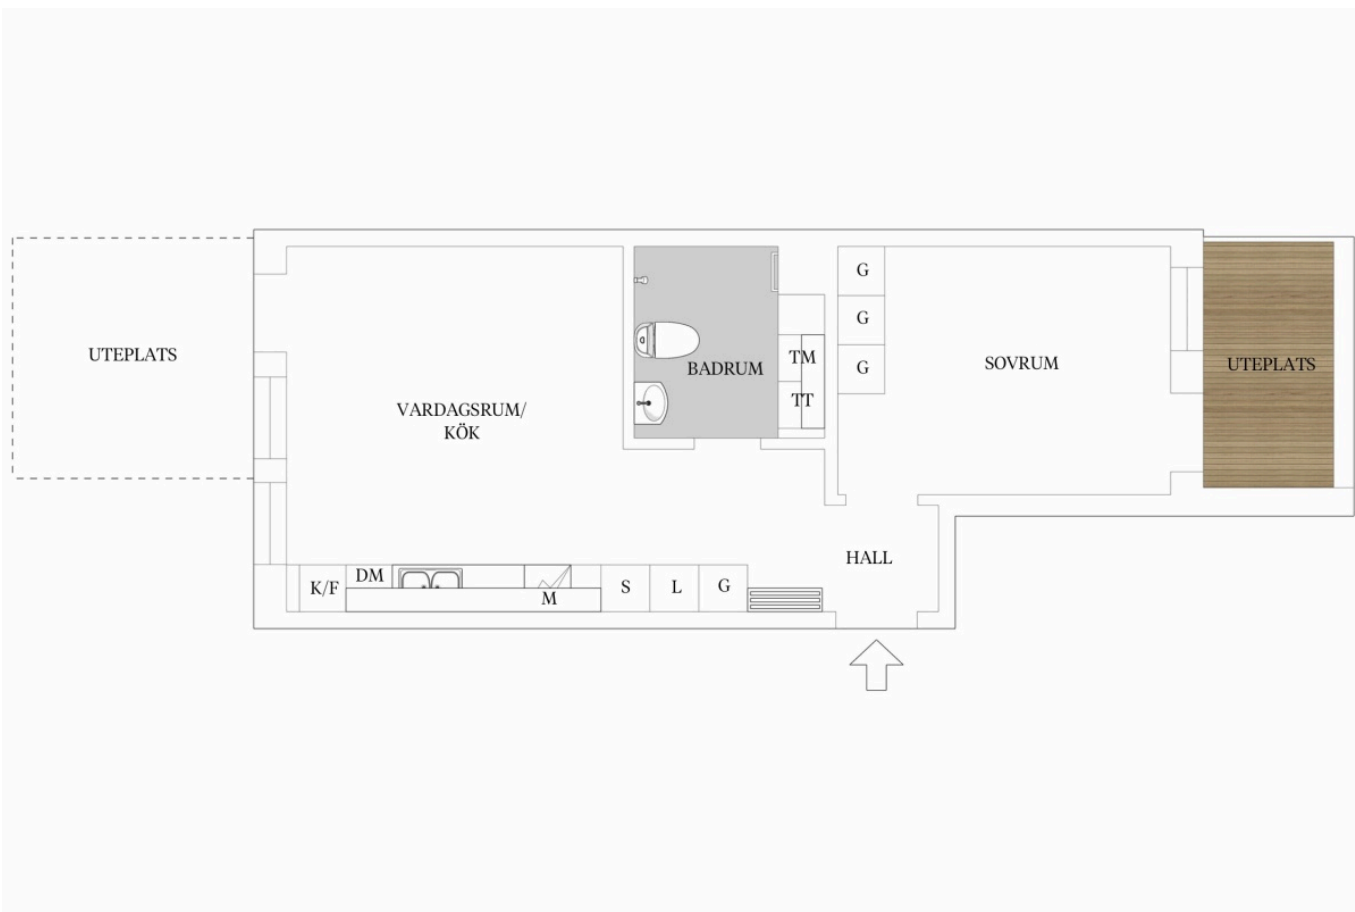 UTEPLATS
VARDAGSRUM/
KÖK
BADRUM
TM
TT
G
G
G
SOVRUM
UTEPLATS
HALL
K/F
DM
M
S
L
G